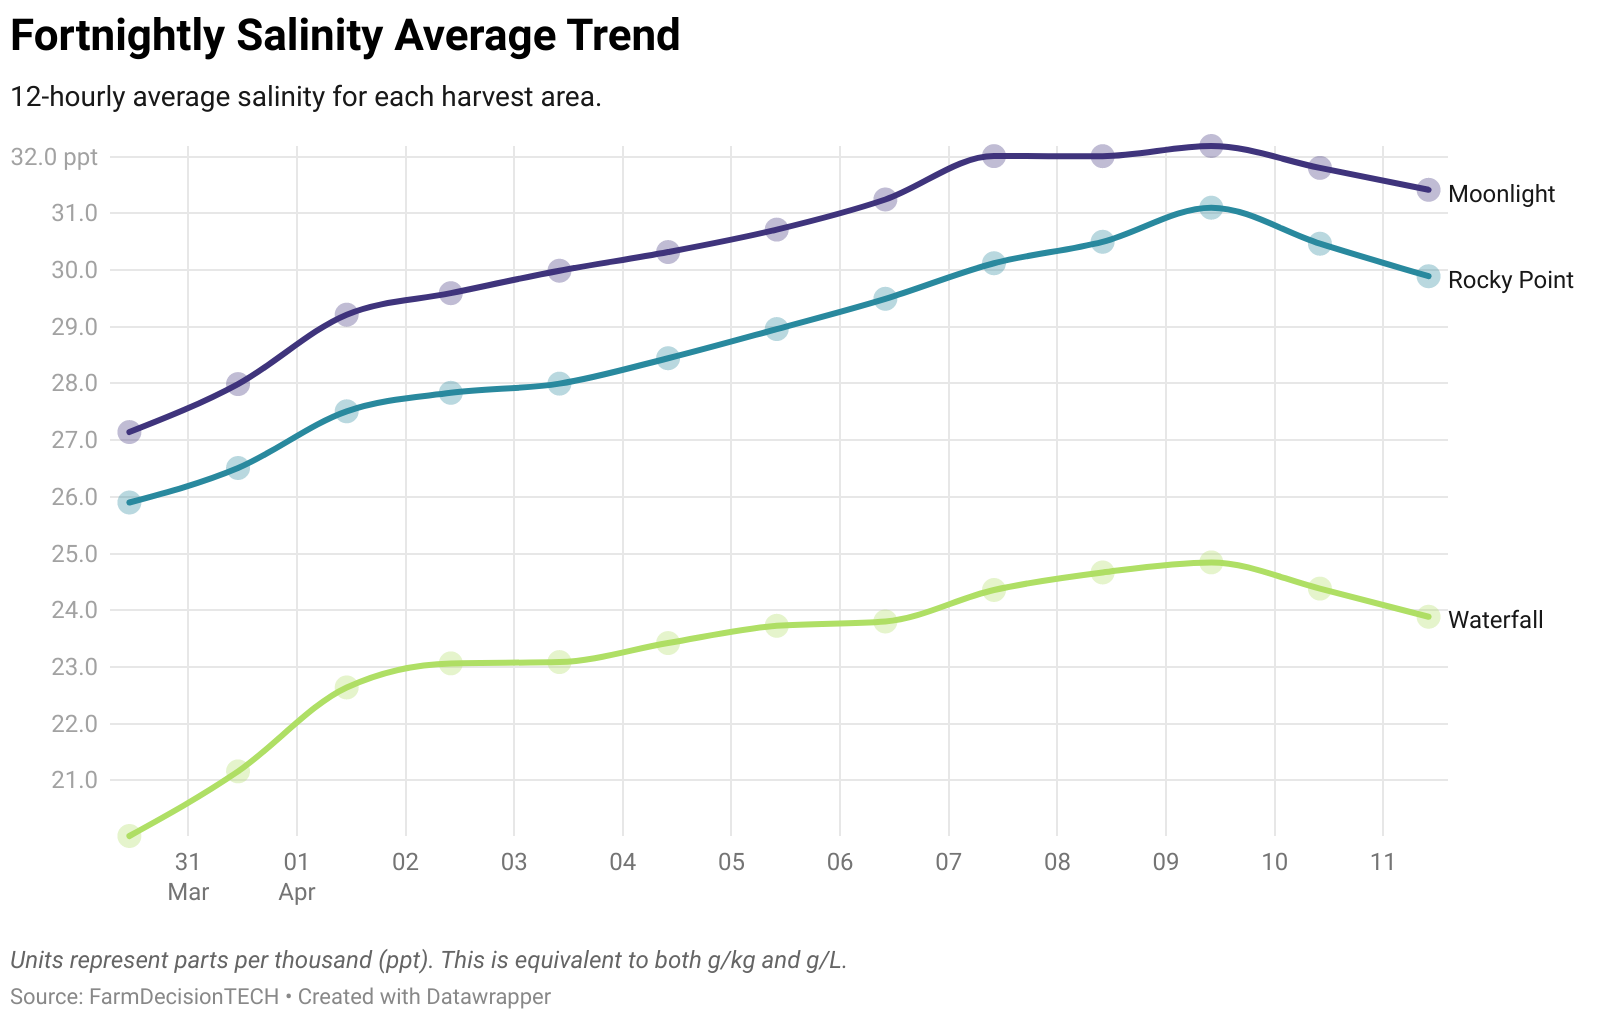 Fortnightly Salinity Average Trend
12-hourly average salinity for each harvest area.
32.0 ppt
31.0
30.0
29.0
28.0
27.0
26.0
25.0
24.0
23.0
22.0
21.0
Moonlight
Rocky Point
Waterfall
31 01 02 03 04 05 06 07 08 09 10 11
Mar Apr
Units represent parts per thousand (ppt). This is equivalent to both g/kg and g/L.
Source: FarmDecisionTECH • Created with Datawrapper